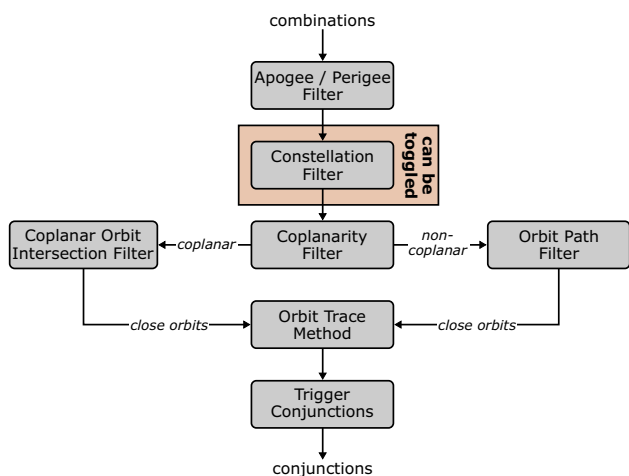 combinations
Apogee / Perigee
Filter
Constellation
Filter
can be
toggled
Coplanar Orbit
Intersection Filter
coplanar
Coplanarity
Filter
non-
coplanar
Orbit Path
Filter
close orbits
Orbit Trace
Method
close orbits
Trigger
Conjunctions
conjunctions